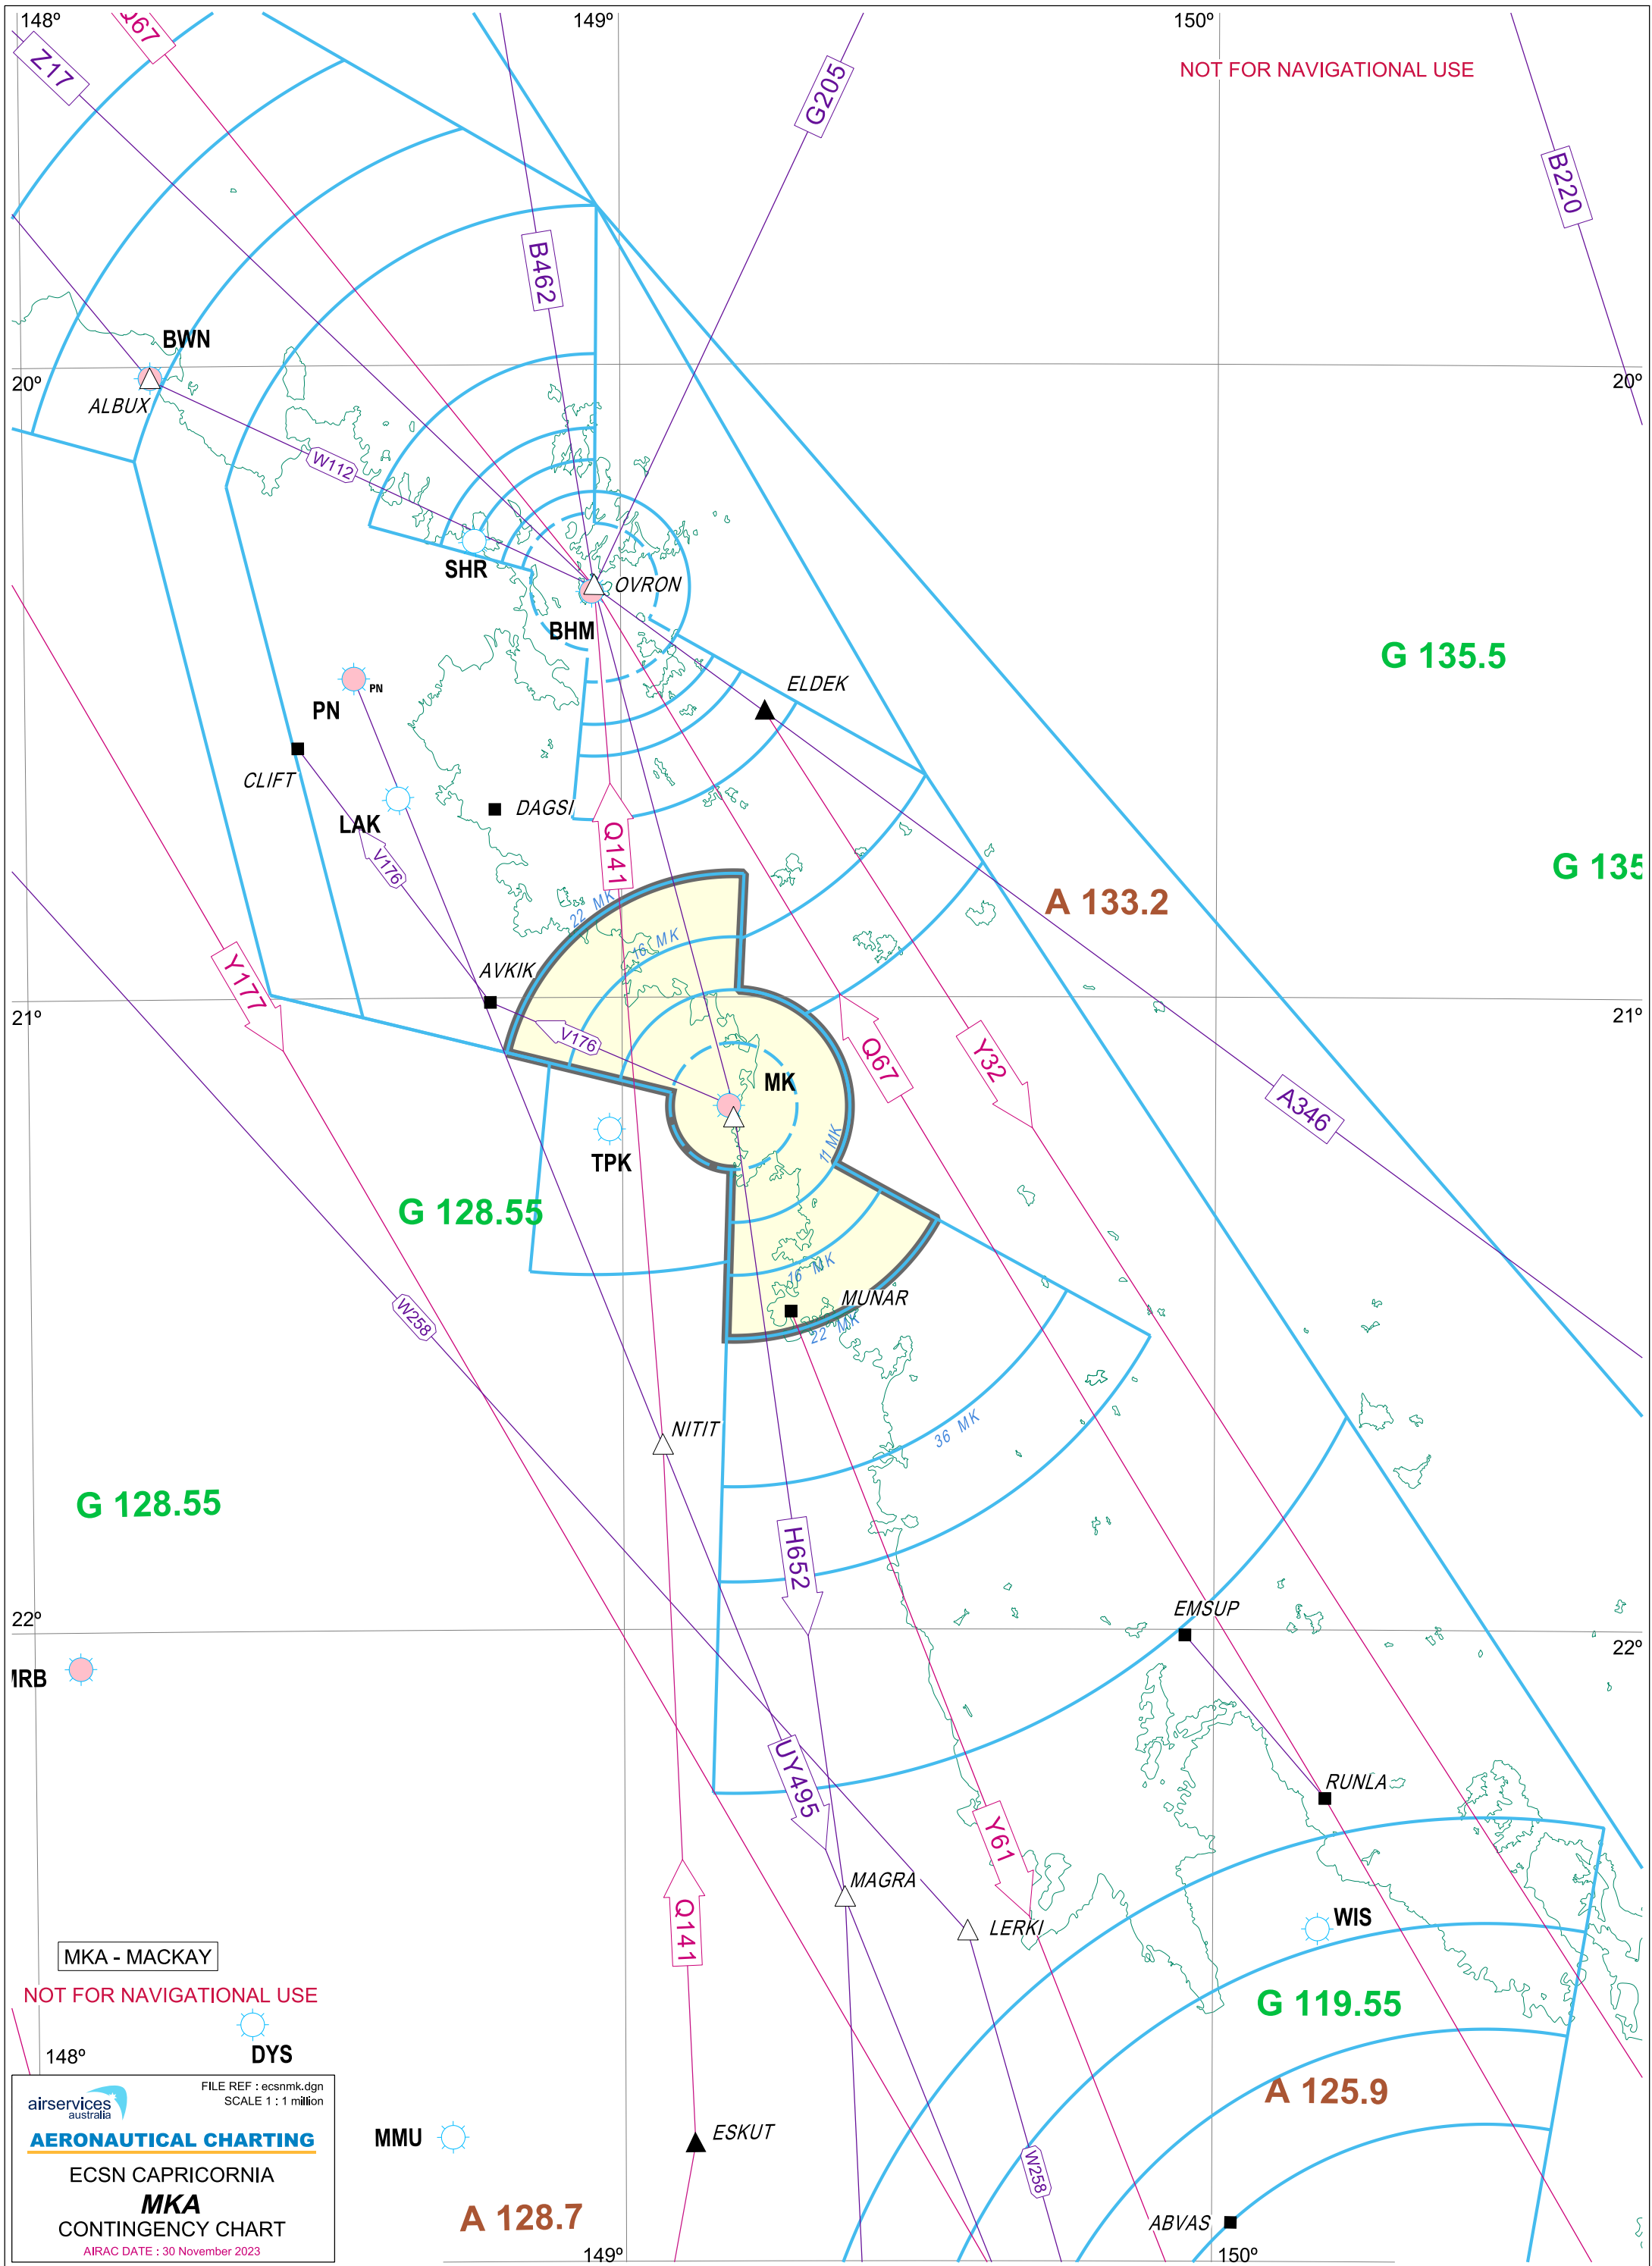 148º
149º
150º
Q67
Z17
G205
NOT FOR NAVIGATIONAL USE
B220
B462
BWN
20º
20º
ALBUX
W112
SHR
OVRON
BHM
G 135.5
PN
PN
ELDEK
CLIFT
DAGSI
LAK
V176
Q141
G 135
A 133.2
22 MK
16 MK
AVKIK
Y177
21º
21º
V176
Q67
Y32
MK
A346
11 MK
TPK
G 128.55
16 MK
MUNAR
22 MK
W258
NITIT
36 MK
G 128.55
H652
EMSUP
22º
22º
MRB
UY495
RUNLA
Y61
MAGRA
Q141
LERKI
WIS
MKA - MACKAY
NOT FOR NAVIGATIONAL USE
G 119.55
DYS
148º
FILE REF : ecsnmk.dgn
SCALE 1 : 1 million
airservices
australia
A 125.9
AERONAUTICAL CHARTING
MMU
ESKUT
ECSN CAPRICORNIA
W258
MKA
A 128.7
CONTINGENCY CHART
ABVAS
AIRAC DATE : 30 November 2023
149º
150º